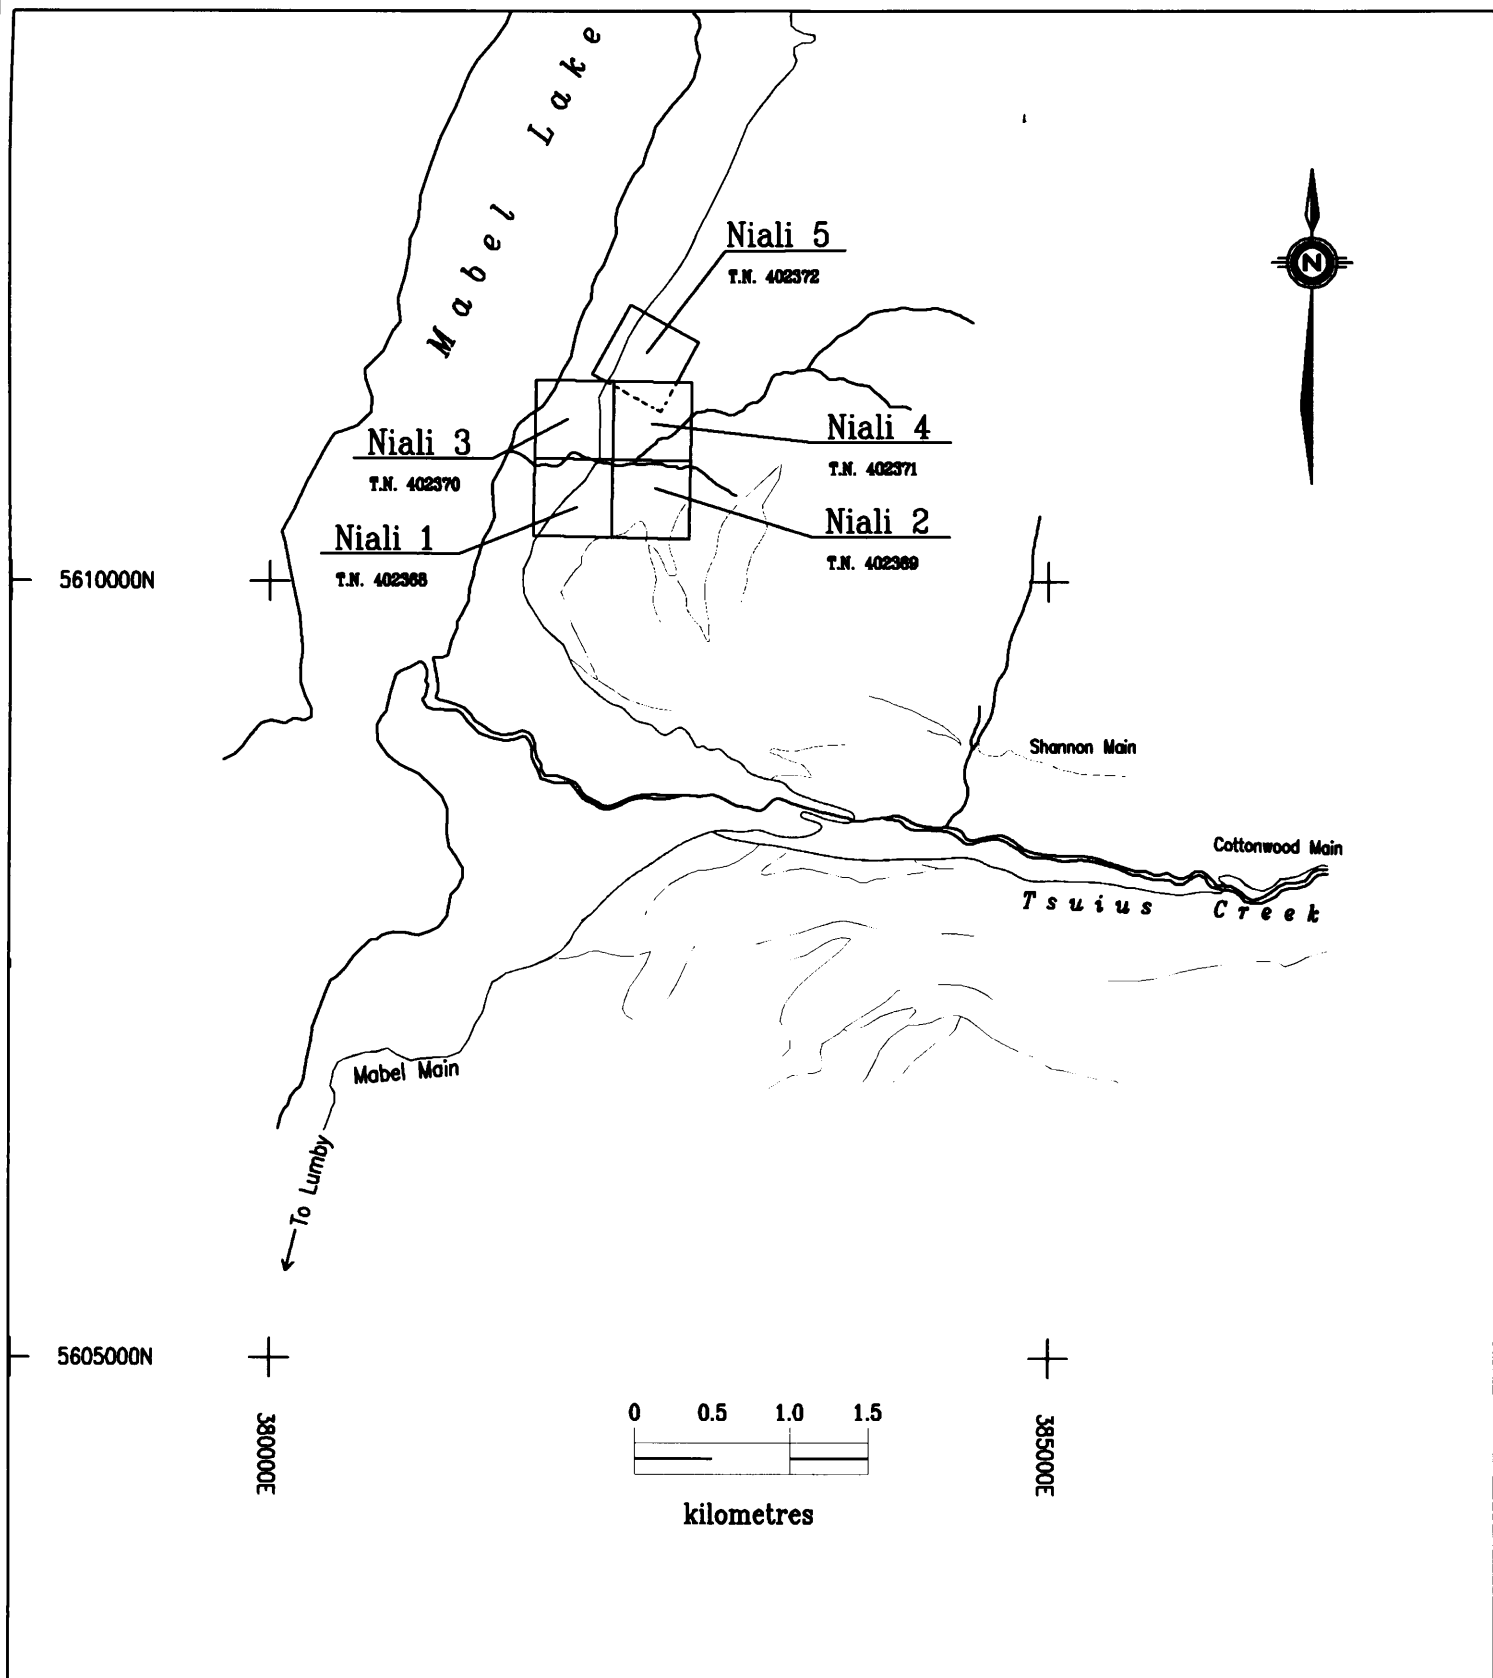 Mabel Lake
Niali 5
T.N. 402372
N
Niali 3
T.N. 402370
Niali 4
T.N. 402371
Niali 1
T.N. 402368
Niali 2
T.N. 402369
5610000N
Shannon Main
Cottonwood Main
Tsuius Creek
Mabel Main
To Lumby
5605000N
380000E
385000E
0 0.5 1.0 1.5
kilometres